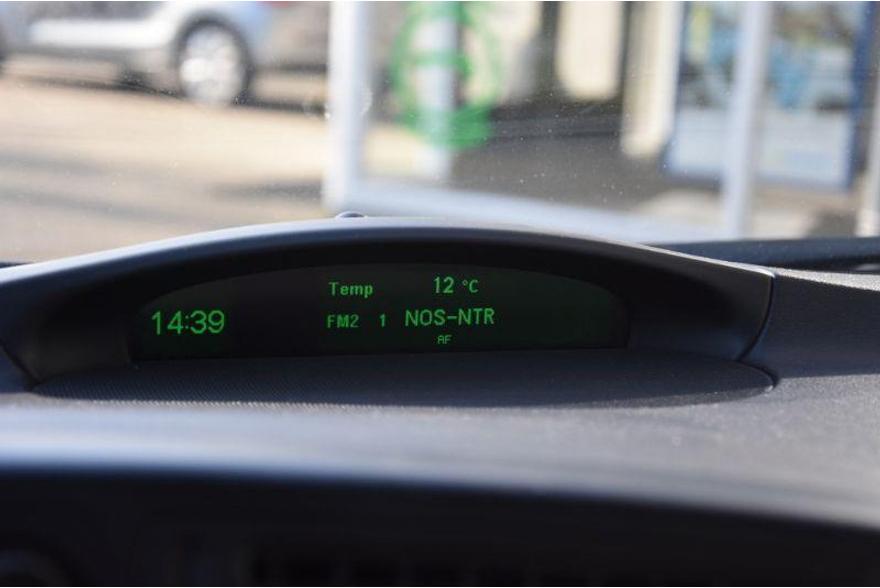 Temp 12 °C
14:39 FM2 1 NOS-NTR
AF